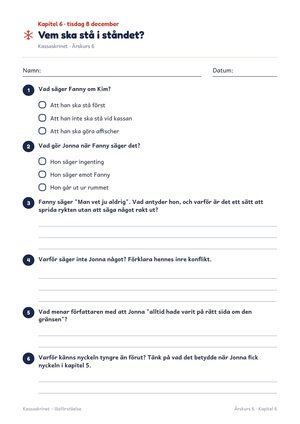 Kapitel 6 · tisdag 8 december
Vem ska stå i ståndet?
Kassaskrinet · Årskurs 6
Namn:
Datum:
1 Vad säger Fanny om Kim?
Att han ska stå först
Att han inte ska stå vid kassan
Att han ska göra affischer
2 Vad gör Jonna när Fanny säger det?
Hon säger ingenting
Hon säger emot Fanny
Hon går ut ur rummet
3 Fanny säger "Man vet ju aldrig". Vad antyder hon, och varför är det ett sätt att
sprida rykten utan att säga något rakt ut?
4 Varför säger inte Jonna något? Förklara hennes inre konflikt.
5 Vad menar författaren med att Jonna "alltid hade varit på rätt sida om den
gränsen"?
6 Varför känns nyckeln tyngre än förut? Tänk på vad det betydde när Jonna fick
nyckeln i kapitel 5.
Kassaskrinet – läsförståelse
Årskurs 6 · Kapitel 6